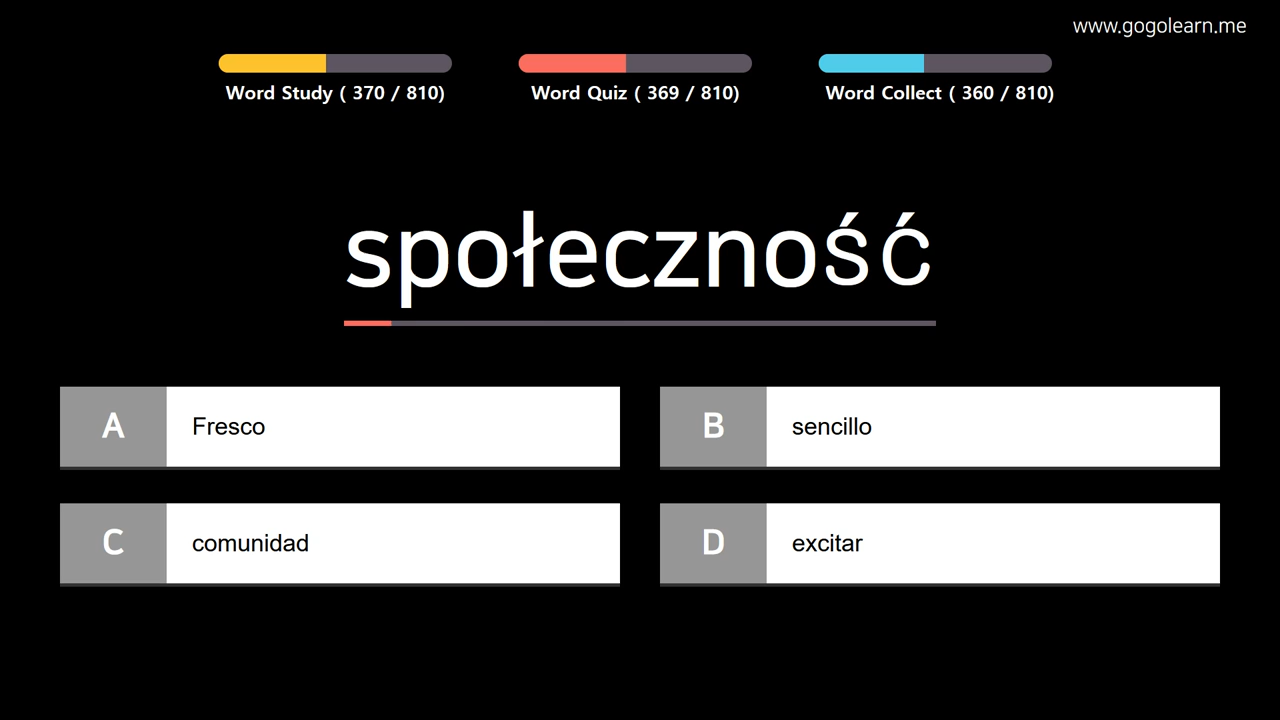 www.gogolearn.me
Word Study ( 370 / 810)
Word Quiz ( 369 / 810)
Word Collect ( 360 / 810)
społeczność
A
Fresco
B
sencillo
C
comunidad
D
excitar